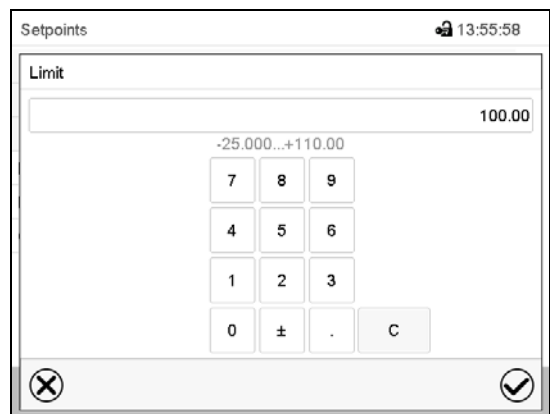 Setpoints 13:55:58
Limit
100.00
-25.000...+110.00
7 8 9
4 5 6
1 2 3
0 ± . C